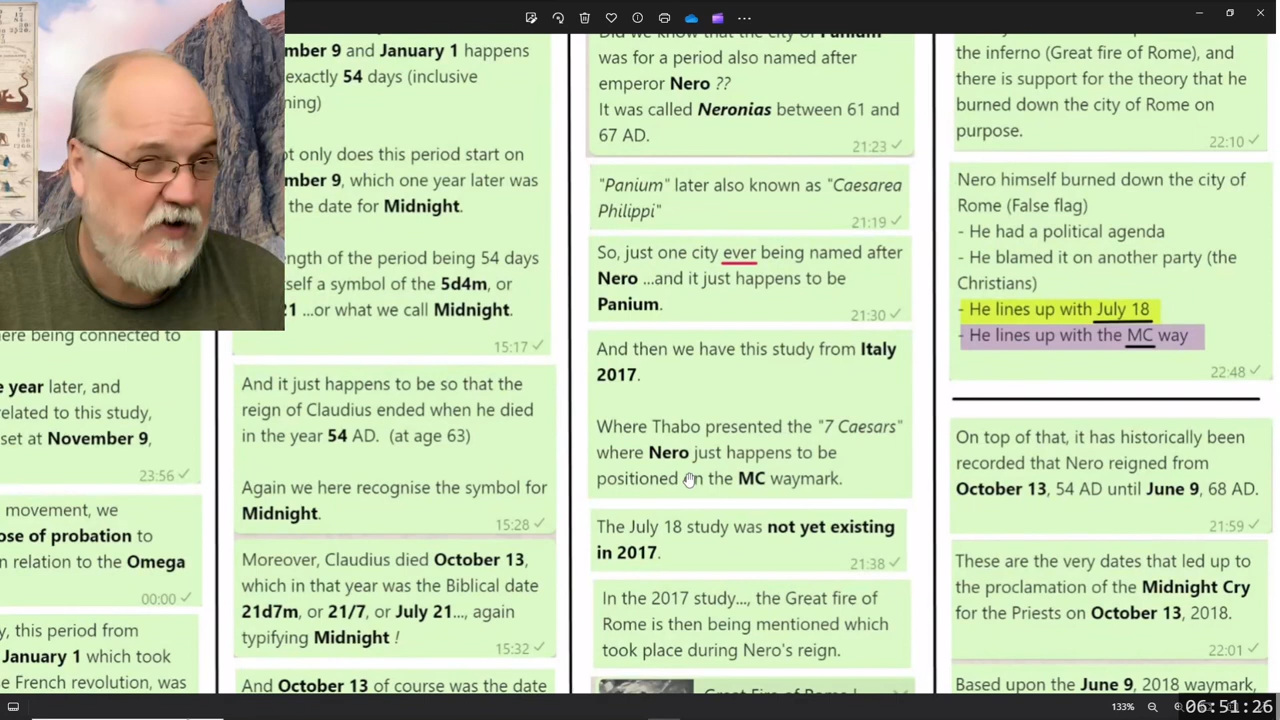 here being connected to
e year later, and
related to this study,
set at November 9,
23:56
movement, we
ose of probation to
n relation to the Omega
00:00
y, this period from
January 1 which took
e French revolution, was
mber 9 and January 1 happens
exactly 54 days (inclusive
ning)
ot only does this period start on
mber 9, which one year later was
the date for Midnight.
ength of the period being 54 days
self a symbol of the 5d4m, or
21 ...or what we call Midnight.
15:17
And it just happens to be so that the
reign of Claudius ended when he died
in the year 54 AD. (at age 63)
Again we here recognise the symbol for
Midnight.
15:28
Moreover, Claudius died October 13,
which in that year was the Biblical date
21d7m, or 21/7, or July 21..., again
typifying Midnight !
15:32
And October 13 of course was the date
Did we know that the city of Panium
was for a period also named after
emperor Nero ??
It was called Neronias between 61 and
67 AD.
21:23
"Panium" later also known as "Caesarea
Philippi"
21:19
So, just one city ever being named after
Nero ...and it just happens to be
Panium.
21:30
And then we have this study from Italy
2017.
Where Thabo presented the "7 Caesars"
where Nero just happens to be
positioned on the MC waymark.
The July 18 study was not yet existing
in 2017.
21:38
In the 2017 study..., the Great fire of
Rome is then being mentioned which
took place during Nero's reign.
Great Fire of Rome |
the inferno (Great fire of Rome), and
there is support for the theory that he
burned down the city of Rome on
purpose.
22:10
Nero himself burned down the city of
Rome (False flag)
- He had a political agenda
- He blamed it on another party (the
Christians)
- He lines up with July 18
- He lines up with the MC way
22:48
On top of that, it has historically been
recorded that Nero reigned from
October 13, 54 AD until June 9, 68 AD.
21:59
These are the very dates that led up to
the proclamation of the Midnight Cry
for the Priests on October 13, 2018.
22:01
Based upon the June 9, 2018 waymark,
133%
06:51:26